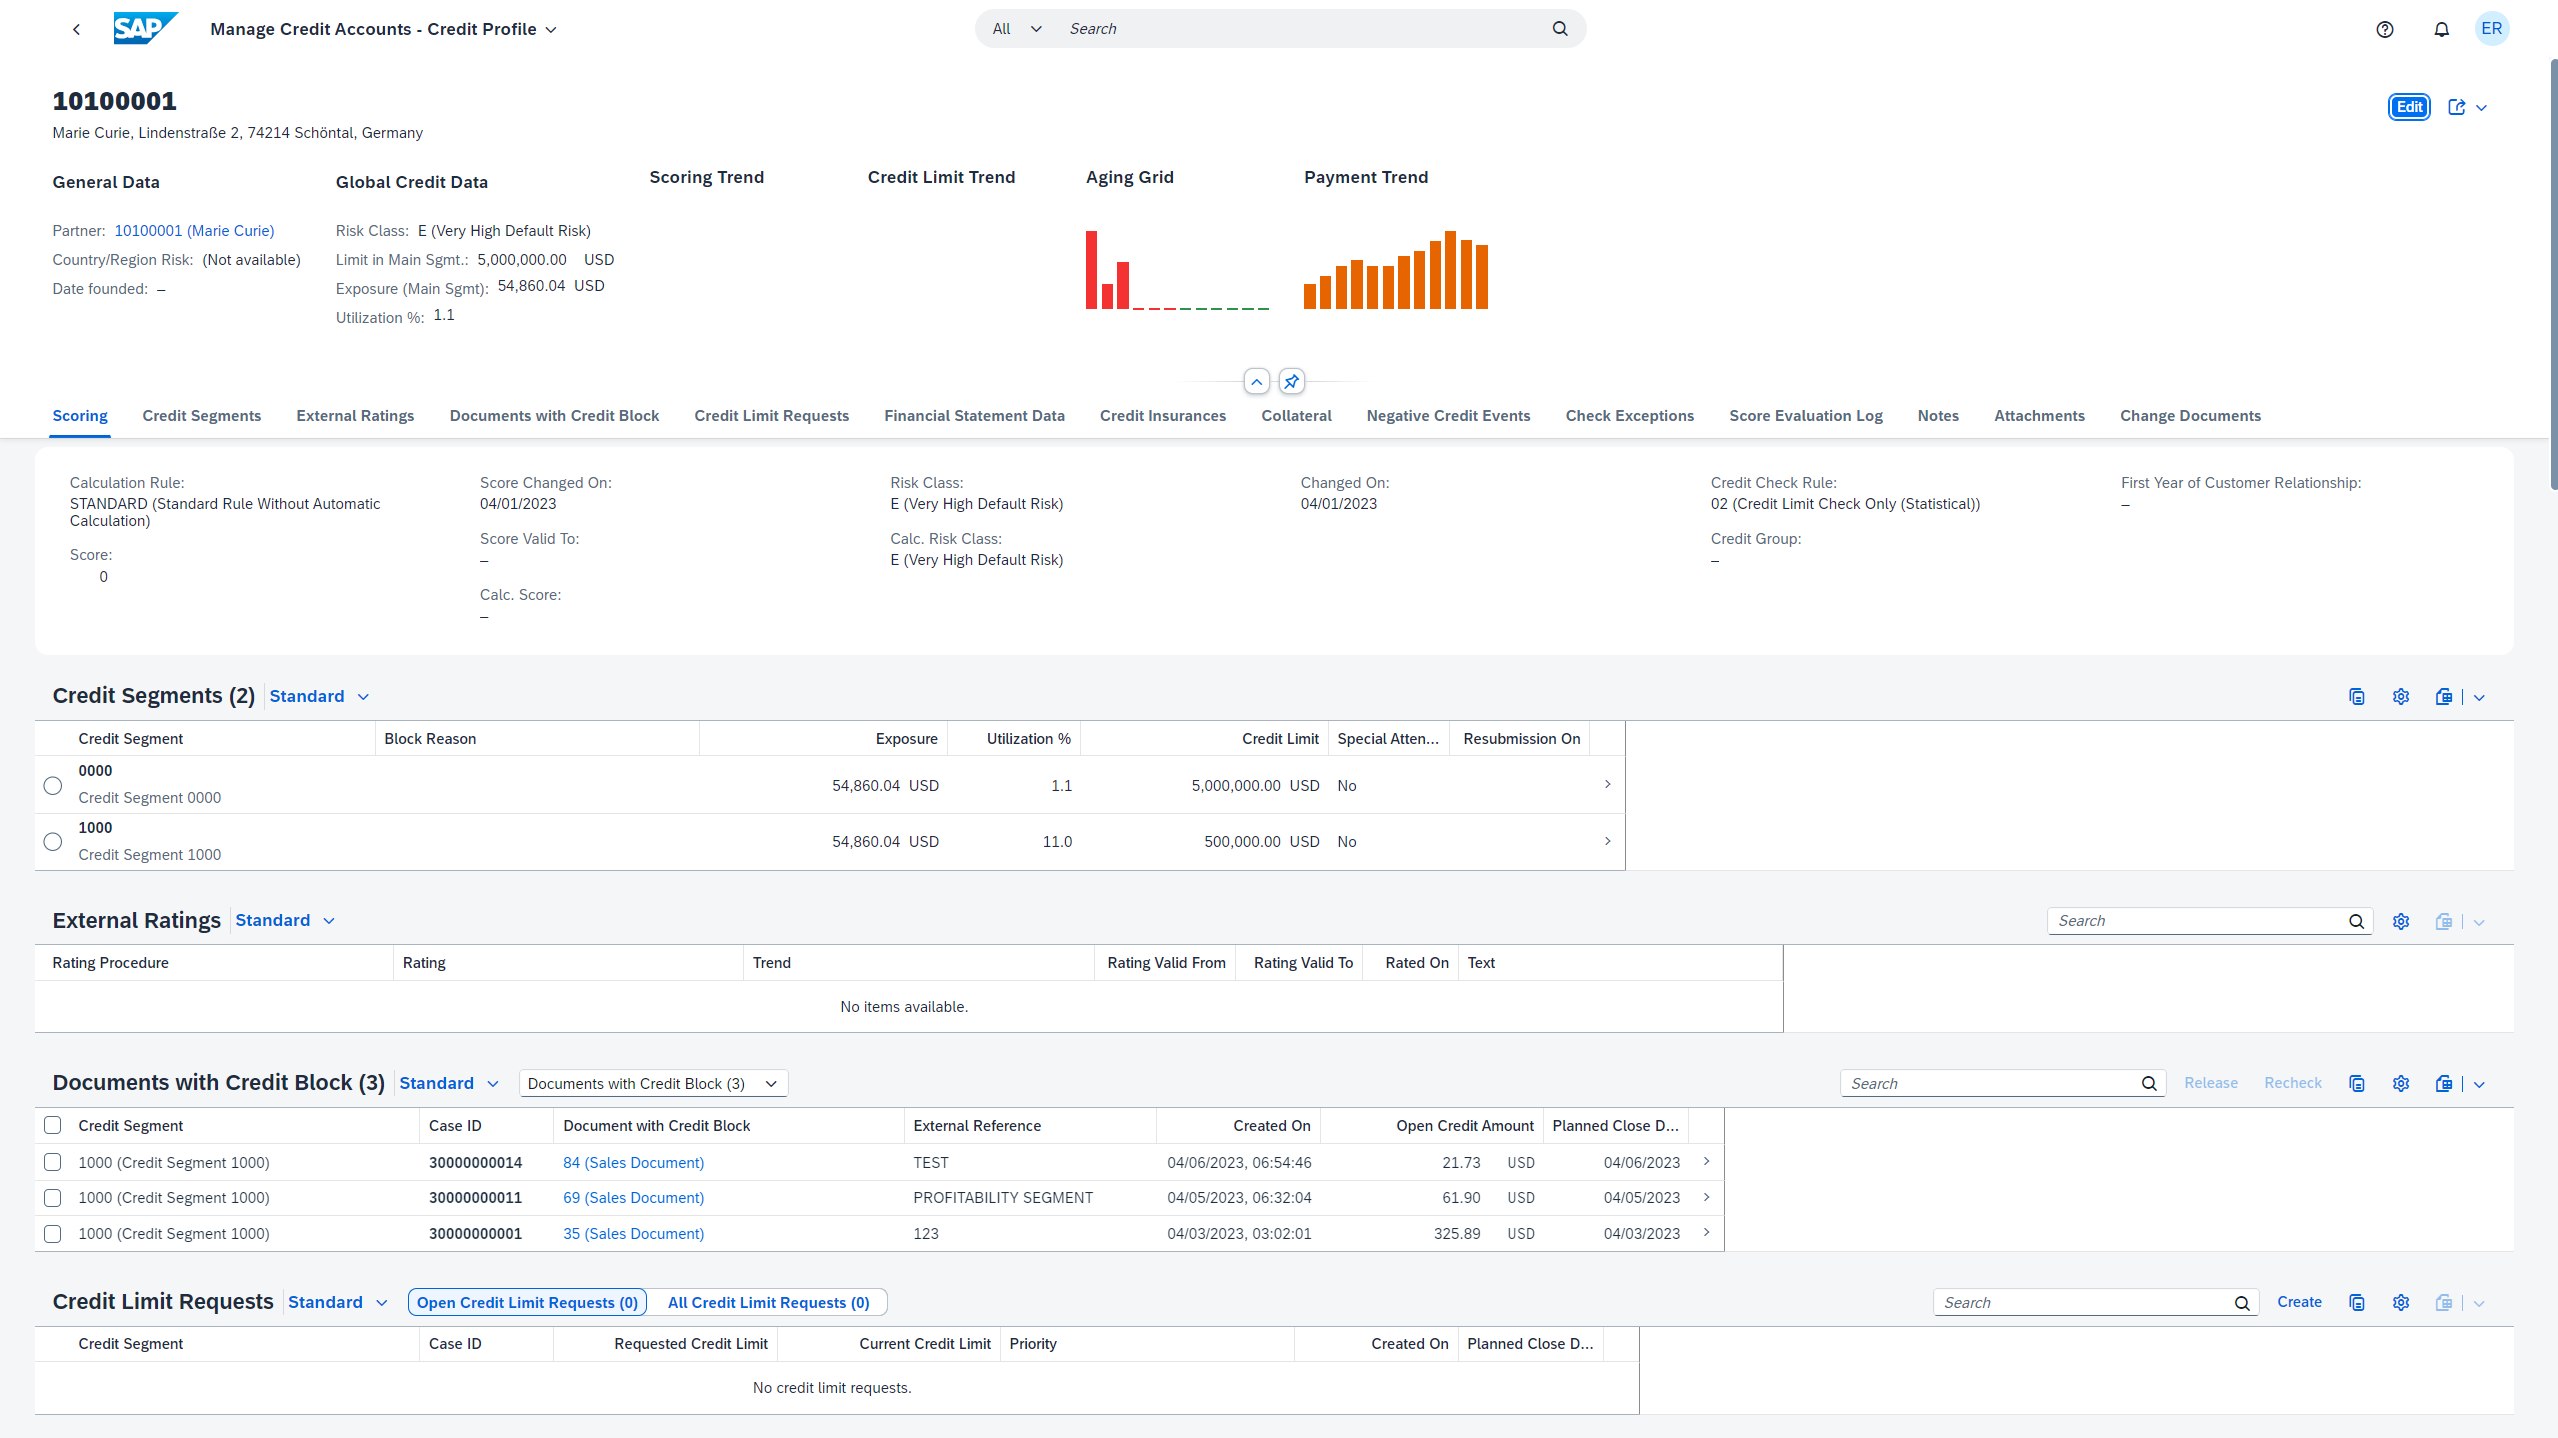 SAP Manage Credit Accounts - Credit Profile All Search ER
10100001
Edit
Marie Curie, Lindenstraße 2, 74214 Schöntal, Germany
General Data Global Credit Data Scoring Trend Credit Limit Trend Aging Grid Payment Trend
Partner: 10100001 (Marie Curie) Risk Class: E (Very High Default Risk)
Country/Region Risk: (Not available) Limit in Main Sgmt.: 5,000,000.00 USD
Date founded: – Exposure (Main Sgmt): 54,860.04 USD
Utilization %: 1.1
Scoring Credit Segments External Ratings Documents with Credit Block Credit Limit Requests Financial Statement Data Credit Insurances Collateral Negative Credit Events Check Exceptions Score Evaluation Log Notes Attachments Change Documents
Calculation Rule: Score Changed On: Risk Class: Changed On: Credit Check Rule: First Year of Customer Relationship:
STANDARD (Standard Rule Without Automatic 04/01/2023 E (Very High Default Risk) 04/01/2023 02 (Credit Limit Check Only (Statistical)) –
Calculation)
Score Valid To: Calc. Risk Class: Credit Group:
Score: – E (Very High Default Risk) –
0
Calc. Score:
–
Credit Segments (2) Standard
Credit Segment Block Reason Exposure Utilization % Credit Limit Special Atten... Resubmission On
0000
54,860.04 USD 1.1 5,000,000.00 USD No
Credit Segment 0000
1000
54,860.04 USD 11.0 500,000.00 USD No
Credit Segment 1000
External Ratings Standard Search
Rating Procedure Rating Trend Rating Valid From Rating Valid To Rated On Text
No items available.
Documents with Credit Block (3) Standard Documents with Credit Block (3) Search Release Recheck
Credit Segment Case ID Document with Credit Block External Reference Created On Open Credit Amount Planned Close D...
1000 (Credit Segment 1000) 30000000014 84 (Sales Document) TEST 04/06/2023, 06:54:46 21.73 USD 04/06/2023
1000 (Credit Segment 1000) 30000000011 69 (Sales Document) PROFITABILITY SEGMENT 04/05/2023, 06:32:04 61.90 USD 04/05/2023
1000 (Credit Segment 1000) 30000000001 35 (Sales Document) 123 04/03/2023, 03:02:01 325.89 USD 04/03/2023
Credit Limit Requests Standard Open Credit Limit Requests (0) All Credit Limit Requests (0) Search Create
Credit Segment Case ID Requested Credit Limit Current Credit Limit Priority Created On Planned Close D...
No credit limit requests.